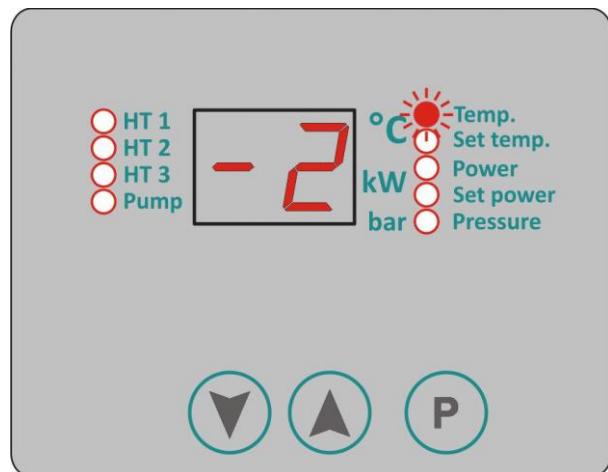 HT 1
HT 2
HT 3
Pump
-2
°C
kW
bar
Temp.
Set temp.
Power
Set power
Pressure
P